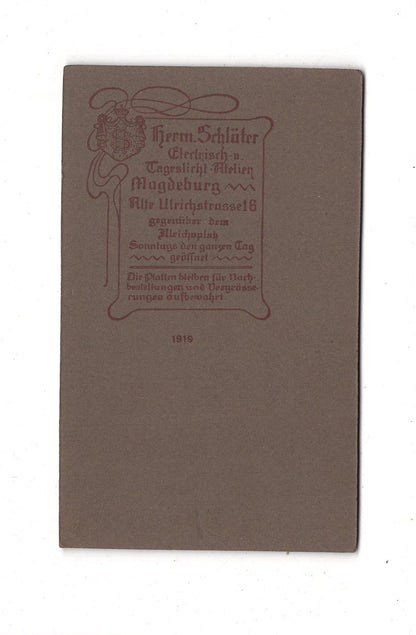 Herm. Schlüter
Electrisch- u.
Tageslicht-Atelier
Magdeburg
Alte Ulrichstrasse 16
gegenüber dem
Ulrichsplatz
Sonntags den ganzen Tag
geöffnet
Die Platten bleiben für Nach-
bestellungen und Vergrösse-
rungen aufbewahrt.
1919